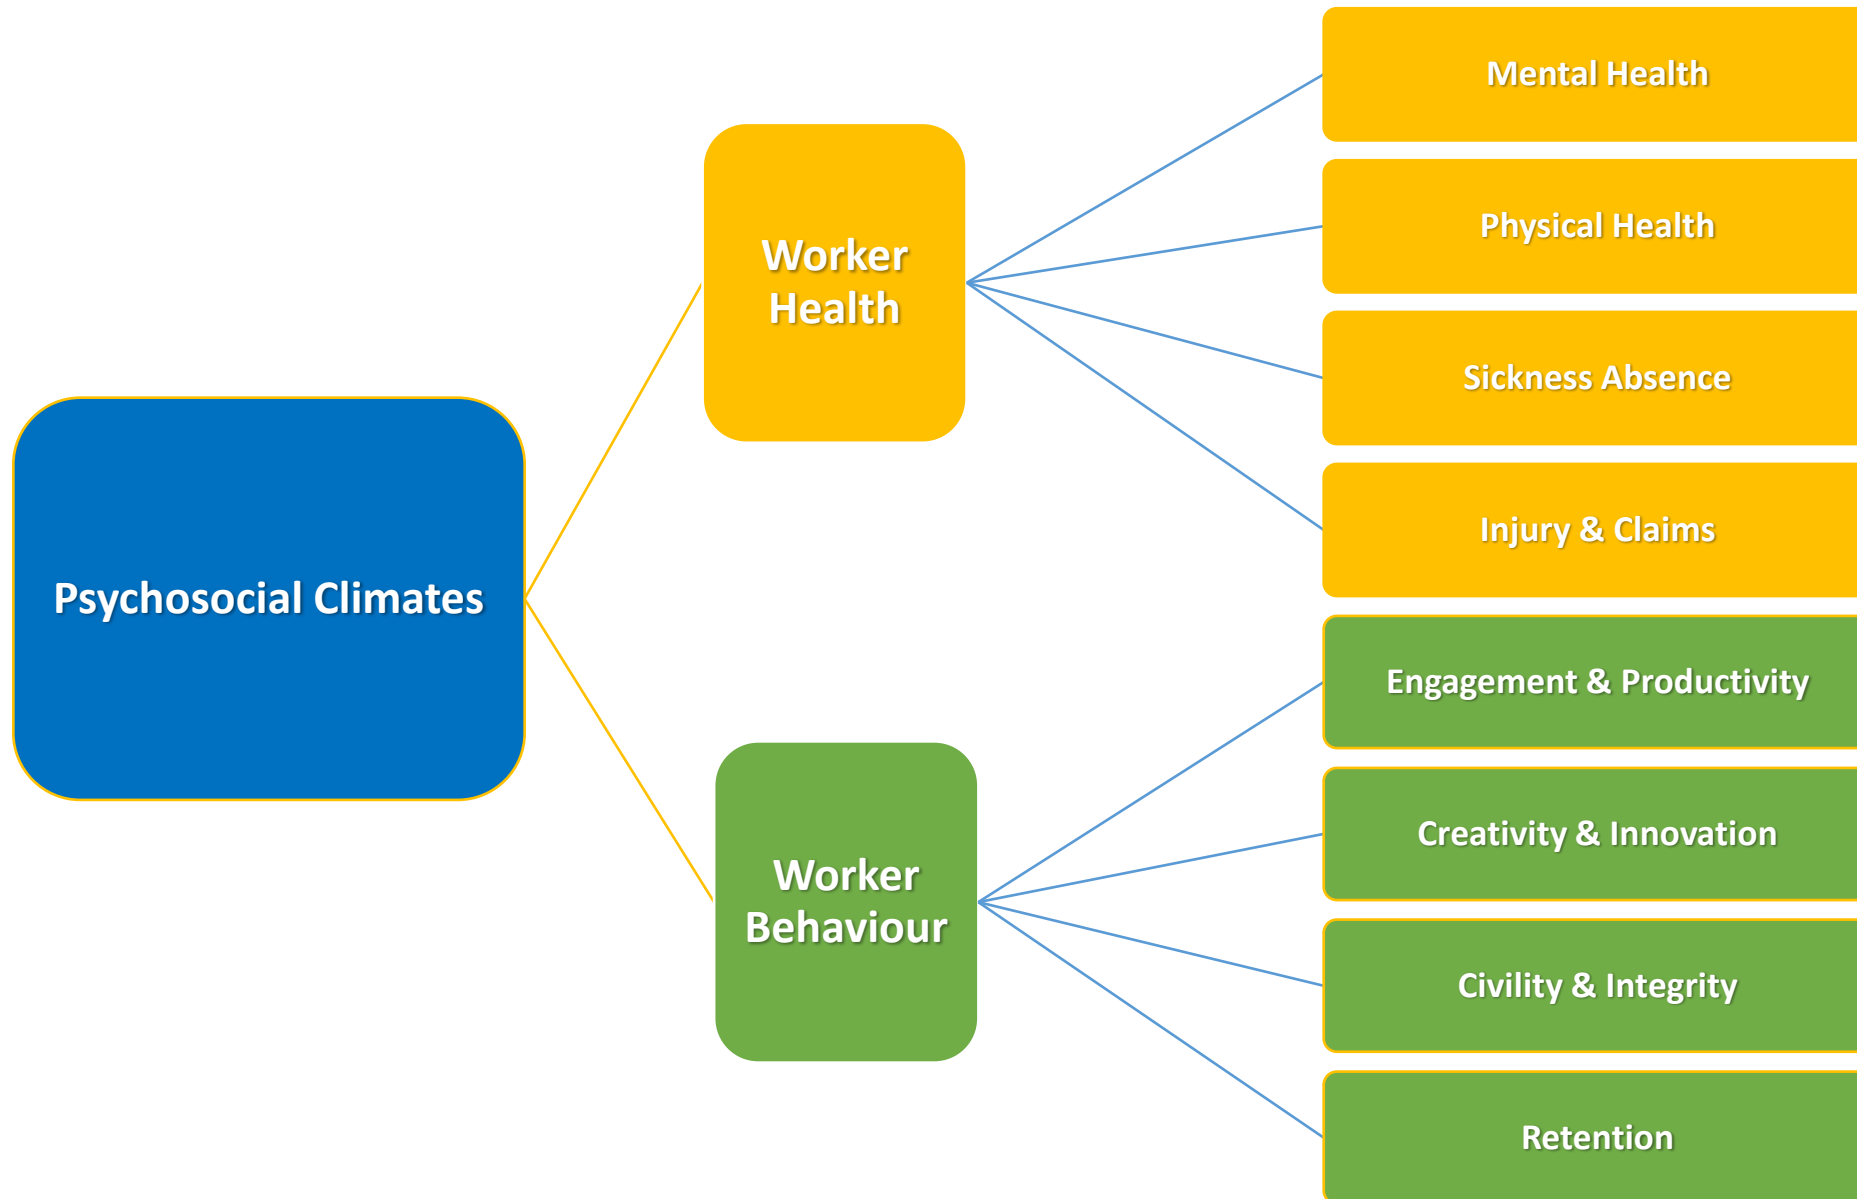 Psychosocial Climates
Worker
Health
Mental Health
Physical Health
Sickness Absence
Injury & Claims
Worker
Behaviour
Engagement & Productivity
Creativity & Innovation
Civility & Integrity
Retention